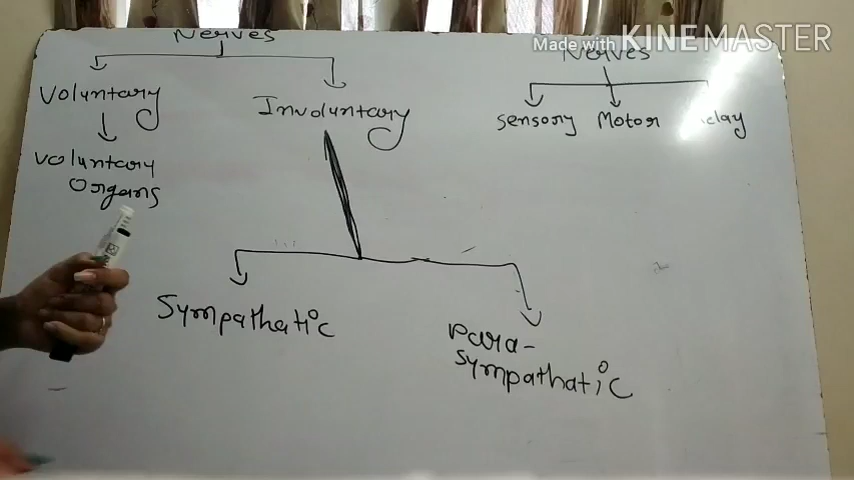 Nerves
Voluntary
Involuntary
Voluntary
Organs
Sympathatic
Para-
Sympathatic
Made with KINEMASTER
Nerves
Sensory Motor